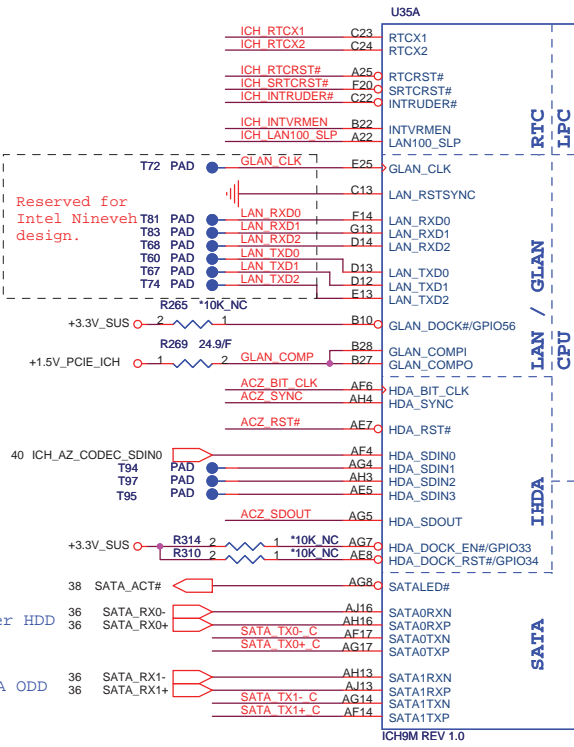 U35A
ICH_RTCX1 C23 RTCX1
ICH_RTCX2 C24 RTCX2
ICH_RTCRST# A25 RTCRST#
ICH_SRTCRST# F20 SRTCRST#
ICH_INTRUDER# C22 INTRUDER#
ICH_INTVRMEN B22 INTVRMEN
ICH_LAN100_SLP A22 LAN100_SLP
RTC
LPC
T72 PAD GLAN_CLK E25 GLAN_CLK
C13 LAN_RSTSYNC
Reserved for
Intel Nineveh
design.
T81 PAD LAN_RXD0 F14 LAN_RXD0
T83 PAD LAN_RXD1 G13 LAN_RXD1
T68 PAD LAN_RXD2 D14 LAN_RXD2
T60 PAD LAN_TXD0 D13 LAN_TXD0
T67 PAD LAN_TXD1 D12 LAN_TXD1
T74 PAD LAN_TXD2 E13 LAN_TXD2
LAN / GLAN
CPU
R265 *10K_NC
+3.3V_SUS 2 1 B10 GLAN_DOCK#/GPIO56
R269 24.9/F
+1.5V_PCIE_ICH 1 2 GLAN_COMP
B28 GLAN_COMPI
B27 GLAN_COMPO
ACZ_BIT_CLK AF6 HDA_BIT_CLK
ACZ_SYNC AH4 HDA_SYNC
ACZ_RST# AE7 HDA_RST#
40 ICH_AZ_CODEC_SDIN0 AF4 HDA_SDIN0
T94 PAD AG4 HDA_SDIN1
T97 PAD AH3 HDA_SDIN2
T95 PAD AE5 HDA_SDIN3
ACZ_SDOUT AG5 HDA_SDOUT
IHDA
+3.3V_SUS R314 2 1 *10K_NC AG7 HDA_DOCK_EN#/GPIO33
R310 2 1 *10K_NC AE8 HDA_DOCK_RST#/GPIO34
38 SATA_ACT# AG8 SATALED#
er HDD
36 SATA_RX0- AJ16 SATA0RXN
36 SATA_RX0+ AH16 SATA0RXP
SATA_TX0-_C AF17 SATA0TXN
SATA_TX0+_C AG17 SATA0TXP
SATA
A ODD
36 SATA_RX1- AH13 SATA1RXN
36 SATA_RX1+ AJ13 SATA1RXP
SATA_TX1-_C AG14 SATA1TXN
SATA_TX1+_C AF14 SATA1TXP
ICH9M REV 1.0